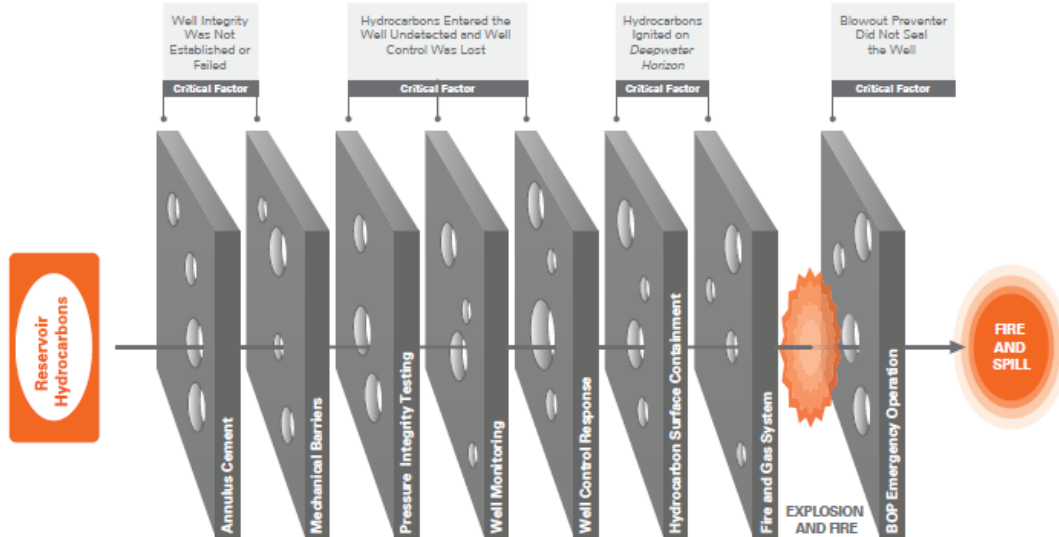 Well Integrity
Was Not
Established or
Failed
Critical Factor
Hydrocarbons Entered the
Well Undetected and Well
Control Was Lost
Critical Factor
Hydrocarbons
Ignited on
Deepwater
Horizon
Critical Factor
Blowout Preventer
Did Not Seal
the Well
Critical Factor
Reservoir
Hydrocarbons
Annulus Cement
Mechanical Barriers
Pressure Integrity Testing
Well Monitoring
Well Control Response
Hydrocarbon Surface Containment
Fire and Gas System
EXPLOSION
AND FIRE
BOP Emergency Operation
FIRE
AND
SPILL